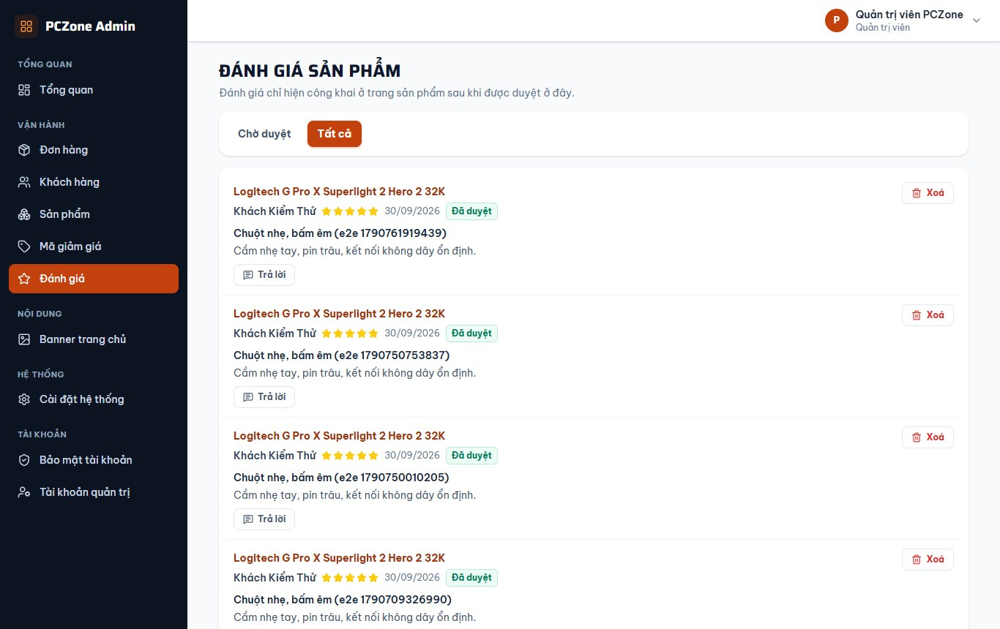 PCZone Admin
TỔNG QUAN
Tổng quan
VẬN HÀNH
Đơn hàng
Khách hàng
Sản phẩm
Mã giảm giá
Đánh giá
NỘI DUNG
Banner trang chủ
HỆ THỐNG
Cài đặt hệ thống
TÀI KHOẢN
Bảo mật tài khoản
Tài khoản quản trị
P
Quản trị viên PCZone
Quản trị viên
ĐÁNH GIÁ SẢN PHẨM
Đánh giá chỉ hiện công khai ở trang sản phẩm sau khi được duyệt ở đây.
Chờ duyệt Tất cả
Logitech G Pro X Superlight 2 Hero 2 32K
Xoá
Khách Kiểm Thử 30/09/2026 Đã duyệt
Chuột nhẹ, bấm êm (e2e 1790761919439)
Cầm nhẹ tay, pin trâu, kết nối không dây ổn định.
Trả lời
Logitech G Pro X Superlight 2 Hero 2 32K
Xoá
Khách Kiểm Thử 30/09/2026 Đã duyệt
Chuột nhẹ, bấm êm (e2e 1790750753837)
Cầm nhẹ tay, pin trâu, kết nối không dây ổn định.
Trả lời
Logitech G Pro X Superlight 2 Hero 2 32K
Xoá
Khách Kiểm Thử 30/09/2026 Đã duyệt
Chuột nhẹ, bấm êm (e2e 1790750010205)
Cầm nhẹ tay, pin trâu, kết nối không dây ổn định.
Trả lời
Logitech G Pro X Superlight 2 Hero 2 32K
Xoá
Khách Kiểm Thử 30/09/2026 Đã duyệt
Chuột nhẹ, bấm êm (e2e 1790709326990)
Cầm nhẹ tay, pin trâu, kết nối không dây ổn định.